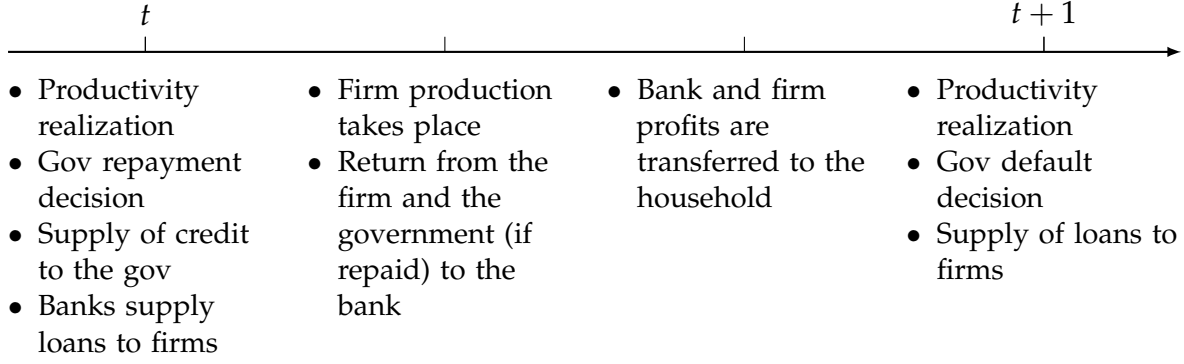 t
t + 1
• Productivity
realization
• Gov repayment
decision
• Supply of credit
to the gov
• Banks supply
loans to firms
• Firm production
takes place
• Return from the
firm and the
government (if
repaid) to the
bank
• Bank and firm
profits are
transferred to the
household
• Productivity
realization
• Gov default
decision
• Supply of loans to
firms